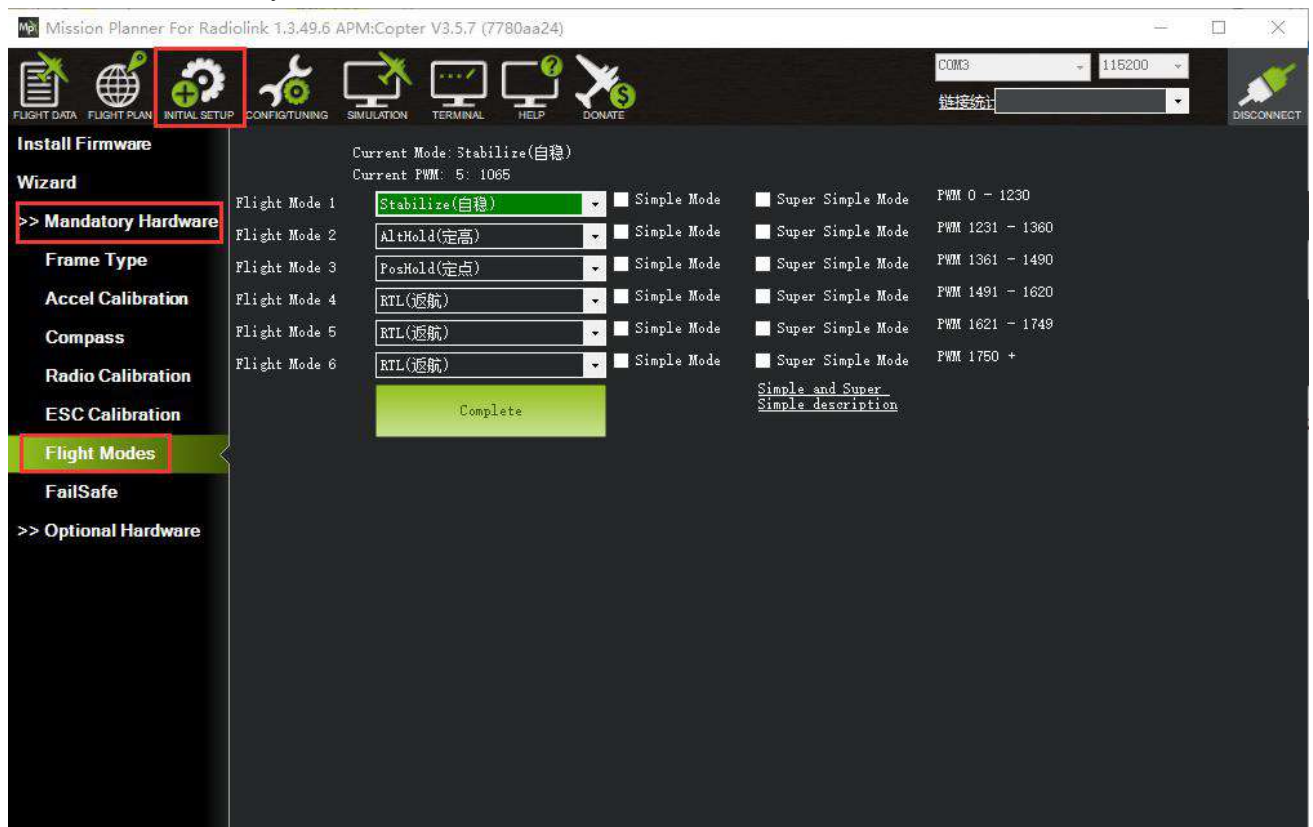 Mission Planner For Radiolink 1.3.49.6 APM:Copter V3.5.7 (7780aa24)
FLIGHT DATA FLIGHT PLAN INITIAL SETUP CONFIG/TUNING SIMULATION TERMINAL HELP DONATE
COM3 115200
链接统计
DISCONNECT
Install Firmware
Wizard
>> Mandatory Hardware
Frame Type
Accel Calibration
Compass
Radio Calibration
ESC Calibration
Flight Modes
FailSafe
>> Optional Hardware
Current Mode: Stabilize(自稳)
Current PWM: 5: 1065
Flight Mode 1 Stabilize(自稳) Simple Mode Super Simple Mode PWM 0 - 1230
Flight Mode 2 AltHold(定高) Simple Mode Super Simple Mode PWM 1231 - 1360
Flight Mode 3 PosHold(定点) Simple Mode Super Simple Mode PWM 1361 - 1490
Flight Mode 4 RTL(返航) Simple Mode Super Simple Mode PWM 1491 - 1620
Flight Mode 5 RTL(返航) Simple Mode Super Simple Mode PWM 1621 - 1749
Flight Mode 6 RTL(返航) Simple Mode Super Simple Mode PWM 1750 +
Complete
Simple and Super
Simple description